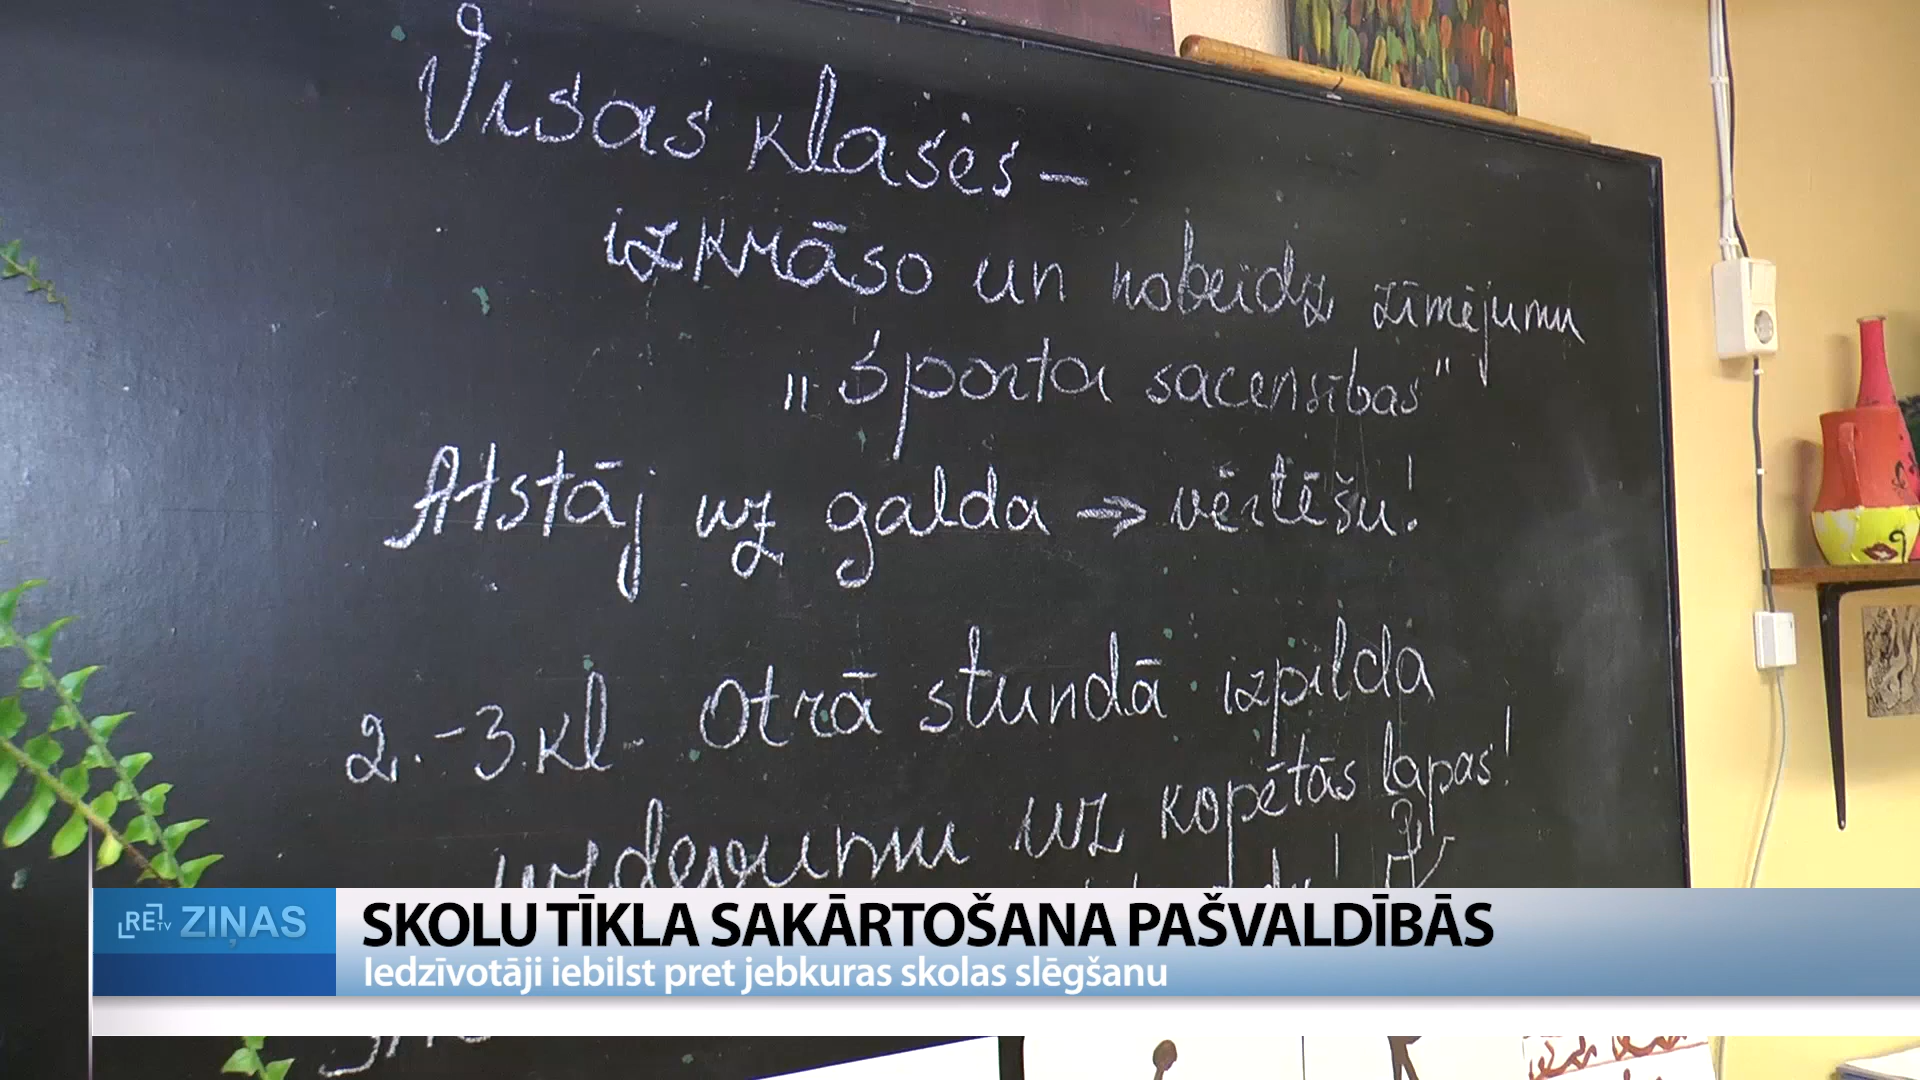 Visas klases –
izkrāso un nobeidz zīmējumu
„Sporta sacensības"
Atstāj uz galda → vērtēšu!
2.-3.kl- Otrā stundā izpilda
uzdevumu uz kopētās lapas!
RE TV ZIŅAS
SKOLU TĪKLA SAKĀRTOŠANA PAŠVALDĪBĀS
Iedzīvotāji iebilst pret jebkuras skolas slēgšanu